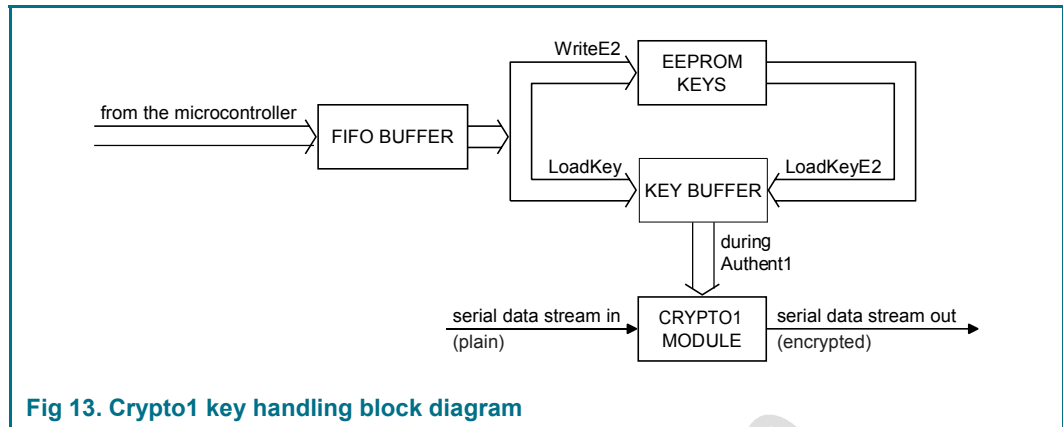 WriteE2
EEPROM
KEYS
from the microcontroller
FIFO BUFFER
LoadKey
KEY BUFFER
LoadKeyE2
during
Authent1
serial data stream in
(plain)
CRYPTO1
MODULE
serial data stream out
(encrypted)
Fig 13. Crypto1 key handling block diagram